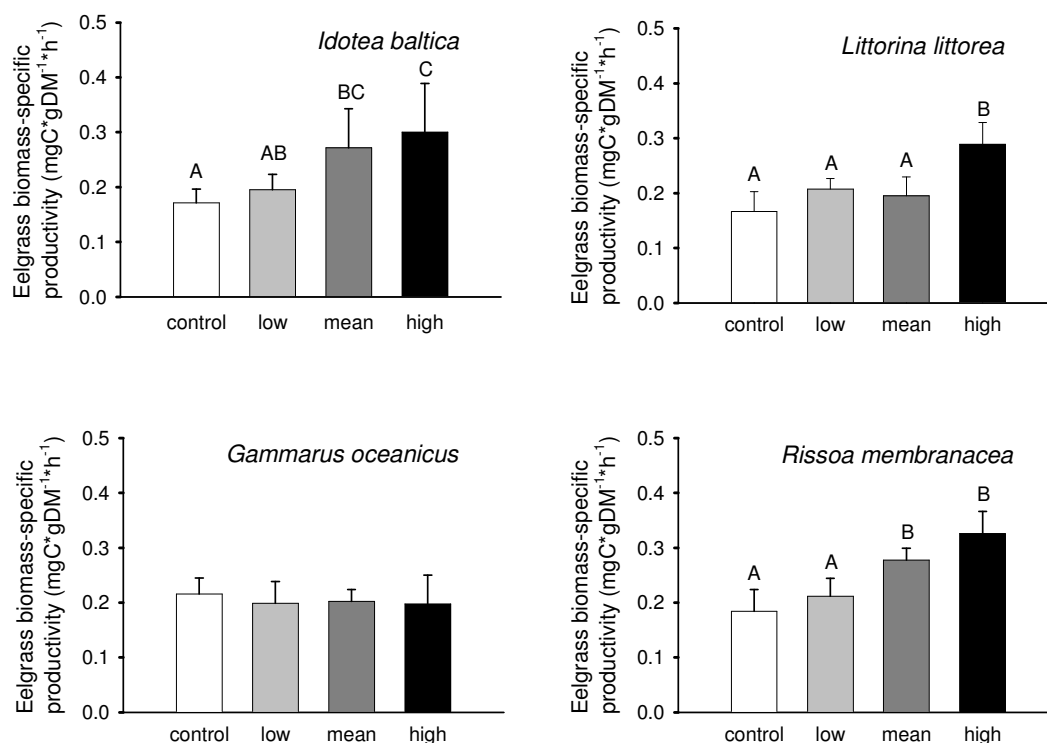 Idotea baltica
Eelgrass biomass-specific
productivity (mgC*gDM⁻¹*h⁻¹)
0.5
0.4
0.3
0.2
0.1
0.0
A
AB
BC
C
control low mean high
Littorina littorea
Eelgrass biomass-specific
productivity (mgC*gDM⁻¹*h⁻¹)
0.5
0.4
0.3
0.2
0.1
0.0
A
A
A
B
control low mean high
Gammarus oceanicus
Eelgrass biomass-specific
productivity (mgC*gDM⁻¹*h⁻¹)
0.5
0.4
0.3
0.2
0.1
0.0
control low mean high
Rissoa membranacea
Eelgrass biomass-specific
productivity (mgC*gDM⁻¹*h⁻¹)
0.5
0.4
0.3
0.2
0.1
0.0
A
A
B
B
control low mean high